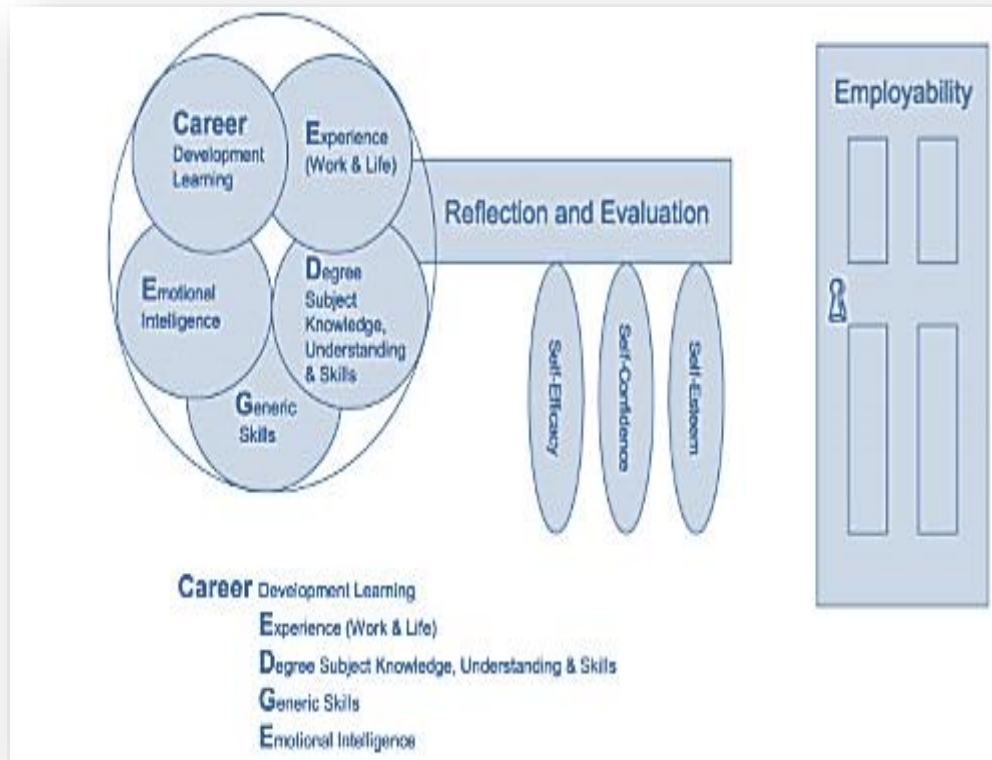 Career
Development
Learning
Experience
(Work & Life)
Emotional
Intelligence
Degree
Subject
Knowledge,
Understanding
& Skills
Generic
Skills
Reflection and Evaluation
Self-Efficacy
Self-Confidence
Self-Esteem
Employability
Career Development Learning
Experience (Work & Life)
Degree Subject Knowledge, Understanding & Skills
Generic Skills
Emotional Intelligence